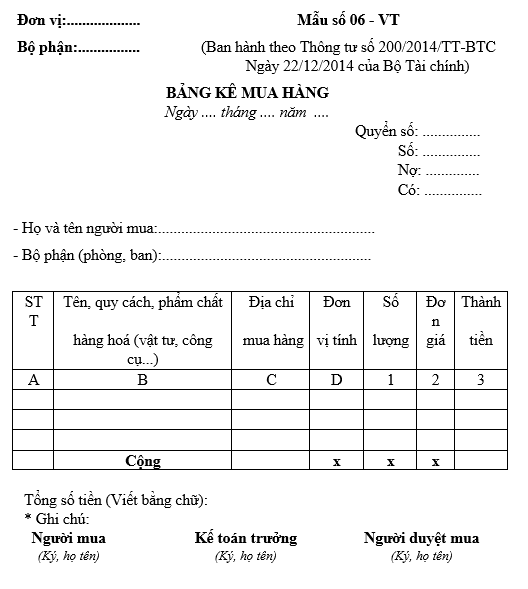 Đơn vị:...................
Mẫu số 06 - VT
Bộ phận:..................
(Ban hành theo Thông tư số 200/2014/TT-BTC
Ngày 22/12/2014 của Bộ Tài chính)
BẢNG KÊ MUA HÀNG
Ngày .... tháng .... năm ....
Quyển số: ...............
Số: ...............
Nợ: ..............
Có: ...............
- Họ và tên người mua:........................................................
- Bộ phận (phòng, ban):......................................................
ST
T
Tên, quy cách, phẩm chất
hàng hoá (vật tư, công
cụ...)
Địa chỉ
mua hàng
Đơn
vị tính
Số
lượng
Đơ
n
giá
Thành
tiền
A B C D 1 2 3
Cộng x x x
Tổng số tiền (Viết bằng chữ):
* Ghi chú:
Người mua Kế toán trưởng Người duyệt mua
(Ký, họ tên) (Ký, họ tên) (Ký, họ tên)